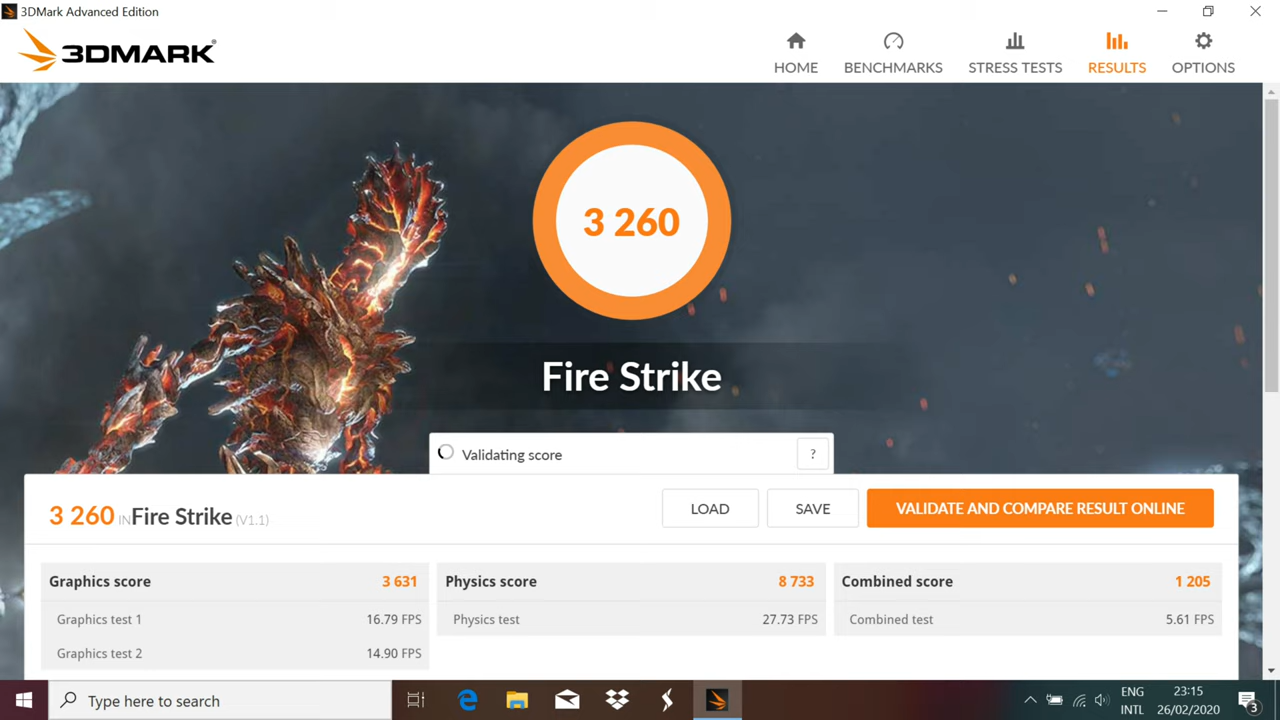 3DMark Advanced Edition
3DMARK
HOME BENCHMARKS STRESS TESTS RESULTS OPTIONS
3 260
Fire Strike
Validating score ?
3 260 IN Fire Strike (V1.1) LOAD SAVE VALIDATE AND COMPARE RESULT ONLINE
Graphics score 3 631 Physics score 8 733 Combined score 1 205
Graphics test 1 16.79 FPS Physics test 27.73 FPS Combined test 5.61 FPS
Graphics test 2 14.90 FPS
Type here to search
ENG 23:15
INTL 26/02/2020 3